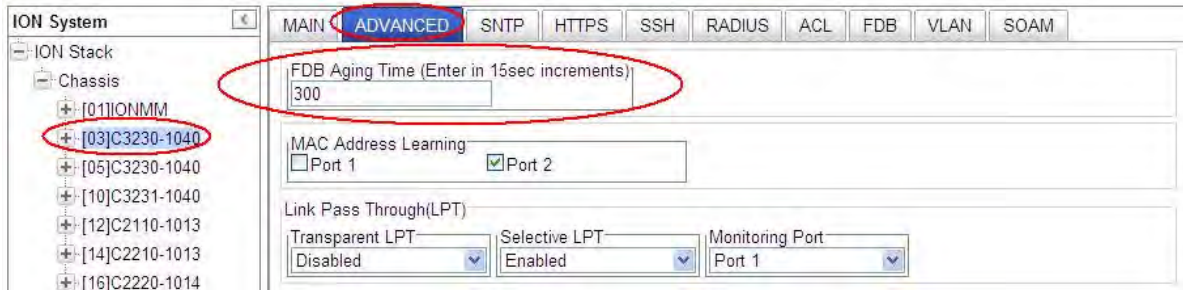 ION System
ION Stack
Chassis
[01]IONMM
[03]C3230-1040
[05]C3230-1040
[10]C3231-1040
[12]C2110-1013
[14]C2210-1013
[16]C2220-1014
MAIN ADVANCED SNTP HTTPS SSH RADIUS ACL FDB VLAN SOAM
FDB Aging Time (Enter in 15sec increments)
300
MAC Address Learning
Port 1 Port 2
Link Pass Through(LPT)
Transparent LPT Selective LPT Monitoring Port
Disabled Enabled Port 1